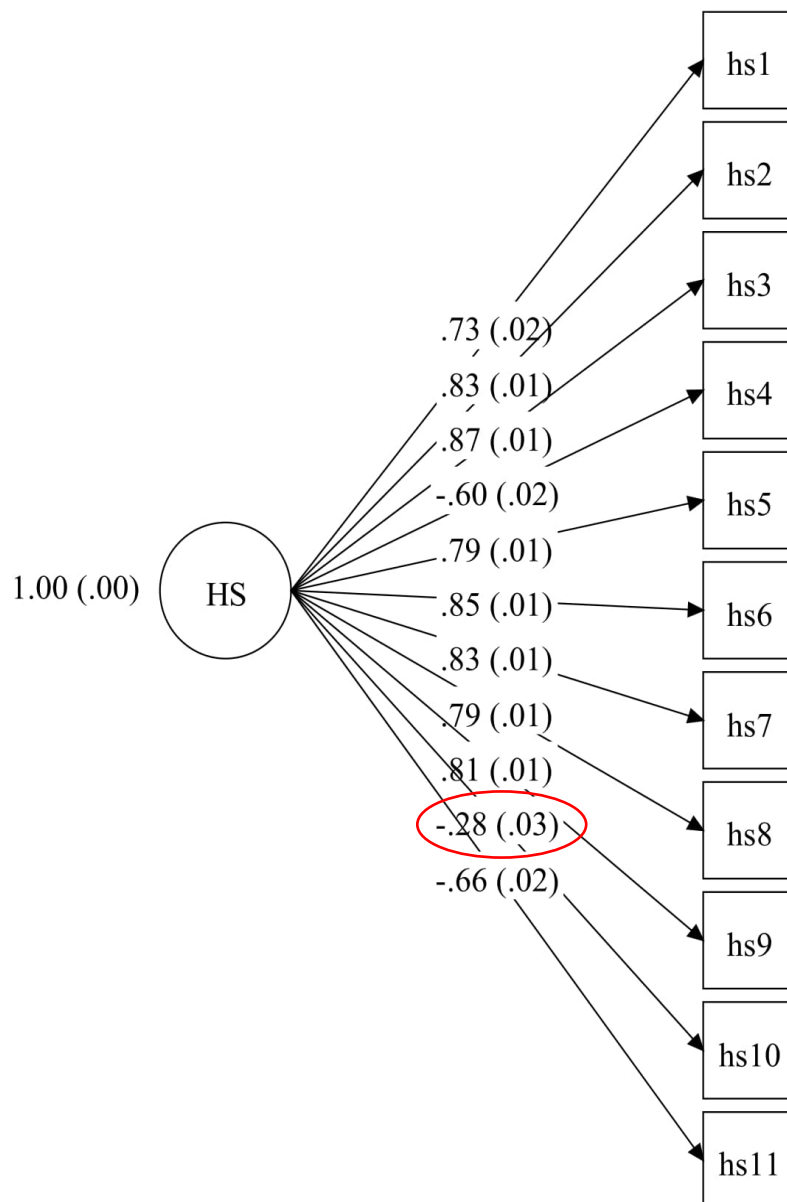 hs1
hs2
hs3
.73 (.02)
.83 (.01)
hs4
.87 (.01)
-.60 (.02)
hs5
.79 (.01)
1.00 (.00)
HS
.85 (.01)
hs6
.83 (.01)
.79 (.01)
hs7
.81 (.01)
-.28 (.03)
hs8
-.66 (.02)
hs9
hs10
hs11